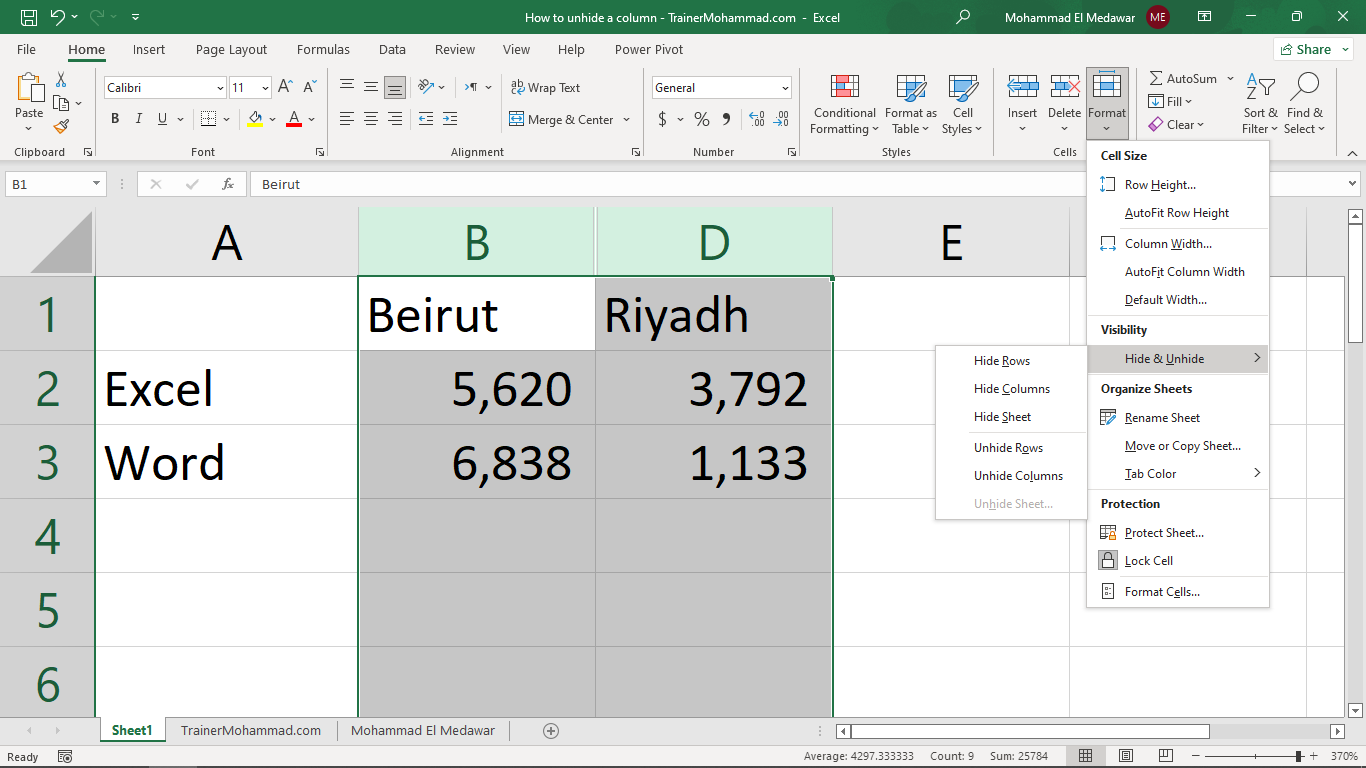 How to unhide a column - TrainerMohammad.com - Excel
Mohammad El Medawar ME
File Home Insert Page Layout Formulas Data Review View Help Power Pivot Share
Paste
Clipboard
Calibri 11 A A
B I U A
Font
ab Wrap Text
Merge & Center
Alignment
General
$ % 9 .00 .00
Number
Conditional Formatting
Format as Table
Cell Styles
Styles
Insert Delete Format
Cells
AutoSum
Fill
Clear
Sort & Filter
Find & Select
B1 fx Beirut
A B D E
1 Beirut Riyadh
2 Excel 5,620 3,792
3 Word 6,838 1,133
4
5
6
Cell Size
Row Height...
AutoFit Row Height
Column Width...
AutoFit Column Width
Default Width...
Visibility
Hide & Unhide
Organize Sheets
Rename Sheet
Move or Copy Sheet...
Tab Color
Protection
Protect Sheet...
Lock Cell
Format Cells...
Hide Rows
Hide Columns
Hide Sheet
Unhide Rows
Unhide Columns
Unhide Sheet...
Sheet1 TrainerMohammad.com Mohammad El Medawar
Ready Average: 4297.333333 Count: 9 Sum: 25784 370%